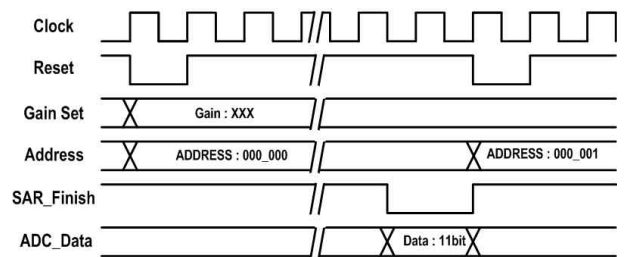 Clock
Reset
Gain Set
Gain : XXX
Address
ADDRESS : 000_000
ADDRESS : 000_001
SAR_Finish
ADC_Data
Data : 11bit